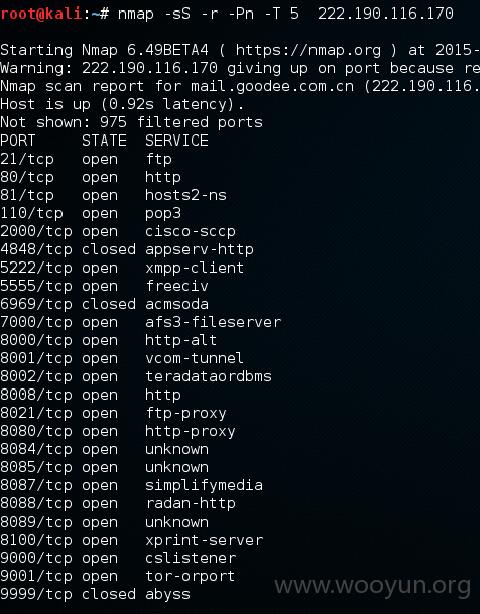 root@kali:~# nmap -sS -r -Pn -T 5  222.190.116.170
Starting Nmap 6.49BETA4 ( https://nmap.org ) at 2015-
Warning: 222.190.116.170 giving up on port because re
Nmap scan report for mail.goodee.com.cn (222.190.116.
Host is up (0.92s latency).
Not shown: 975 filtered ports
PORT     STATE  SERVICE
21/tcp   open   ftp
80/tcp   open   http
81/tcp   open   hosts2-ns
110/tcp  open   pop3
2000/tcp open   cisco-sccp
4848/tcp closed appserv-http
5222/tcp open   xmpp-client
5555/tcp open   freeciv
6969/tcp closed acmsoda
7000/tcp open   afs3-fileserver
8000/tcp open   http-alt
8001/tcp open   vcom-tunnel
8002/tcp open   teradataordbms
8008/tcp open   http
8021/tcp open   ftp-proxy
8080/tcp open   http-proxy
8084/tcp open   unknown
8085/tcp open   unknown
8087/tcp open   simplifymedia
8088/tcp open   radan-http
8089/tcp open   unknown
8100/tcp open   xprint-server
9000/tcp open   cslistener
9001/tcp open   tor-orport
9999/tcp closed abyss
www.wooyun.org